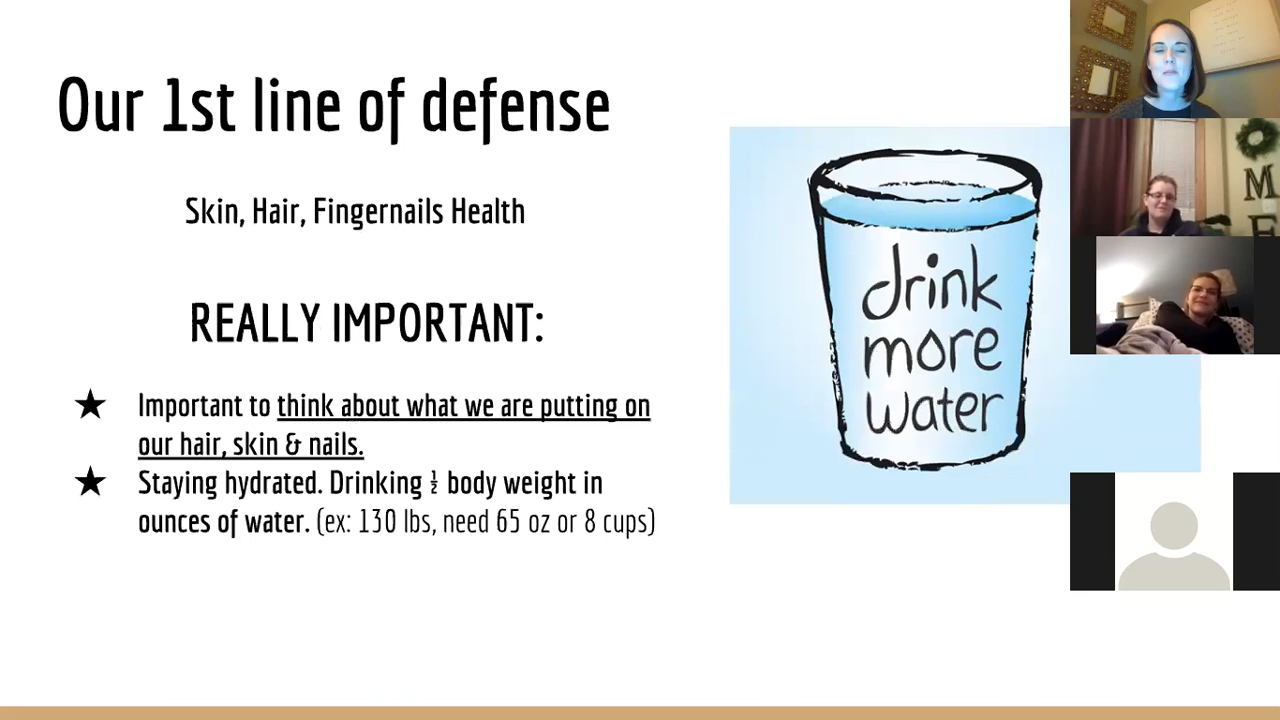 Our 1st line of defense
Skin, Hair, Fingernails Health
REALLY IMPORTANT:
★ Important to think about what we are putting on
our hair, skin & nails.
★ Staying hydrated. Drinking ½ body weight in
ounces of water. (ex: 130 lbs, need 65 oz or 8 cups)
drink
more
water
M